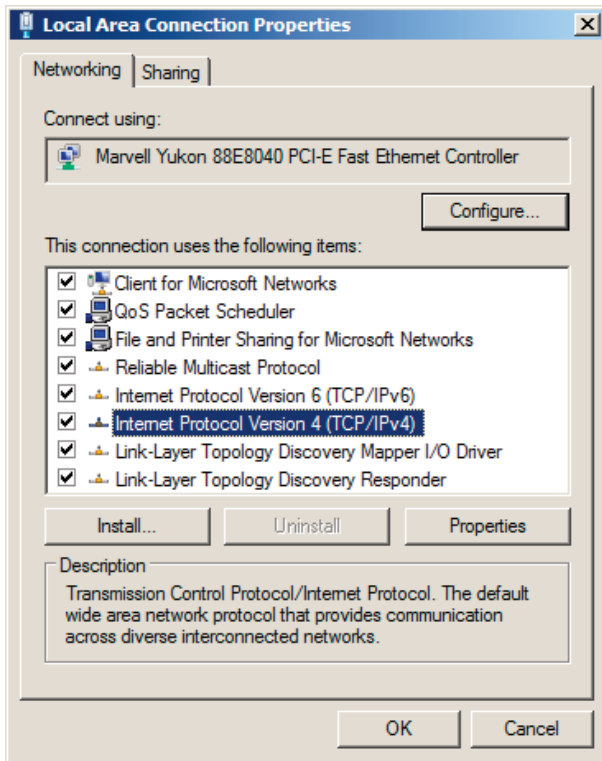 Local Area Connection Properties
Networking
Sharing
Connect using:
Marvell Yukon 88E8040 PCI-E Fast Ethernet Controller
Configure...
This connection uses the following items:
Client for Microsoft Networks
QoS Packet Scheduler
File and Printer Sharing for Microsoft Networks
Reliable Multicast Protocol
Internet Protocol Version 6 (TCP/IPv6)
Internet Protocol Version 4 (TCP/IPv4)
Link-Layer Topology Discovery Mapper I/O Driver
Link-Layer Topology Discovery Responder
Install...
Uninstall
Properties
Description
Transmission Control Protocol/Internet Protocol. The default
wide area network protocol that provides communication
across diverse interconnected networks.
OK
Cancel